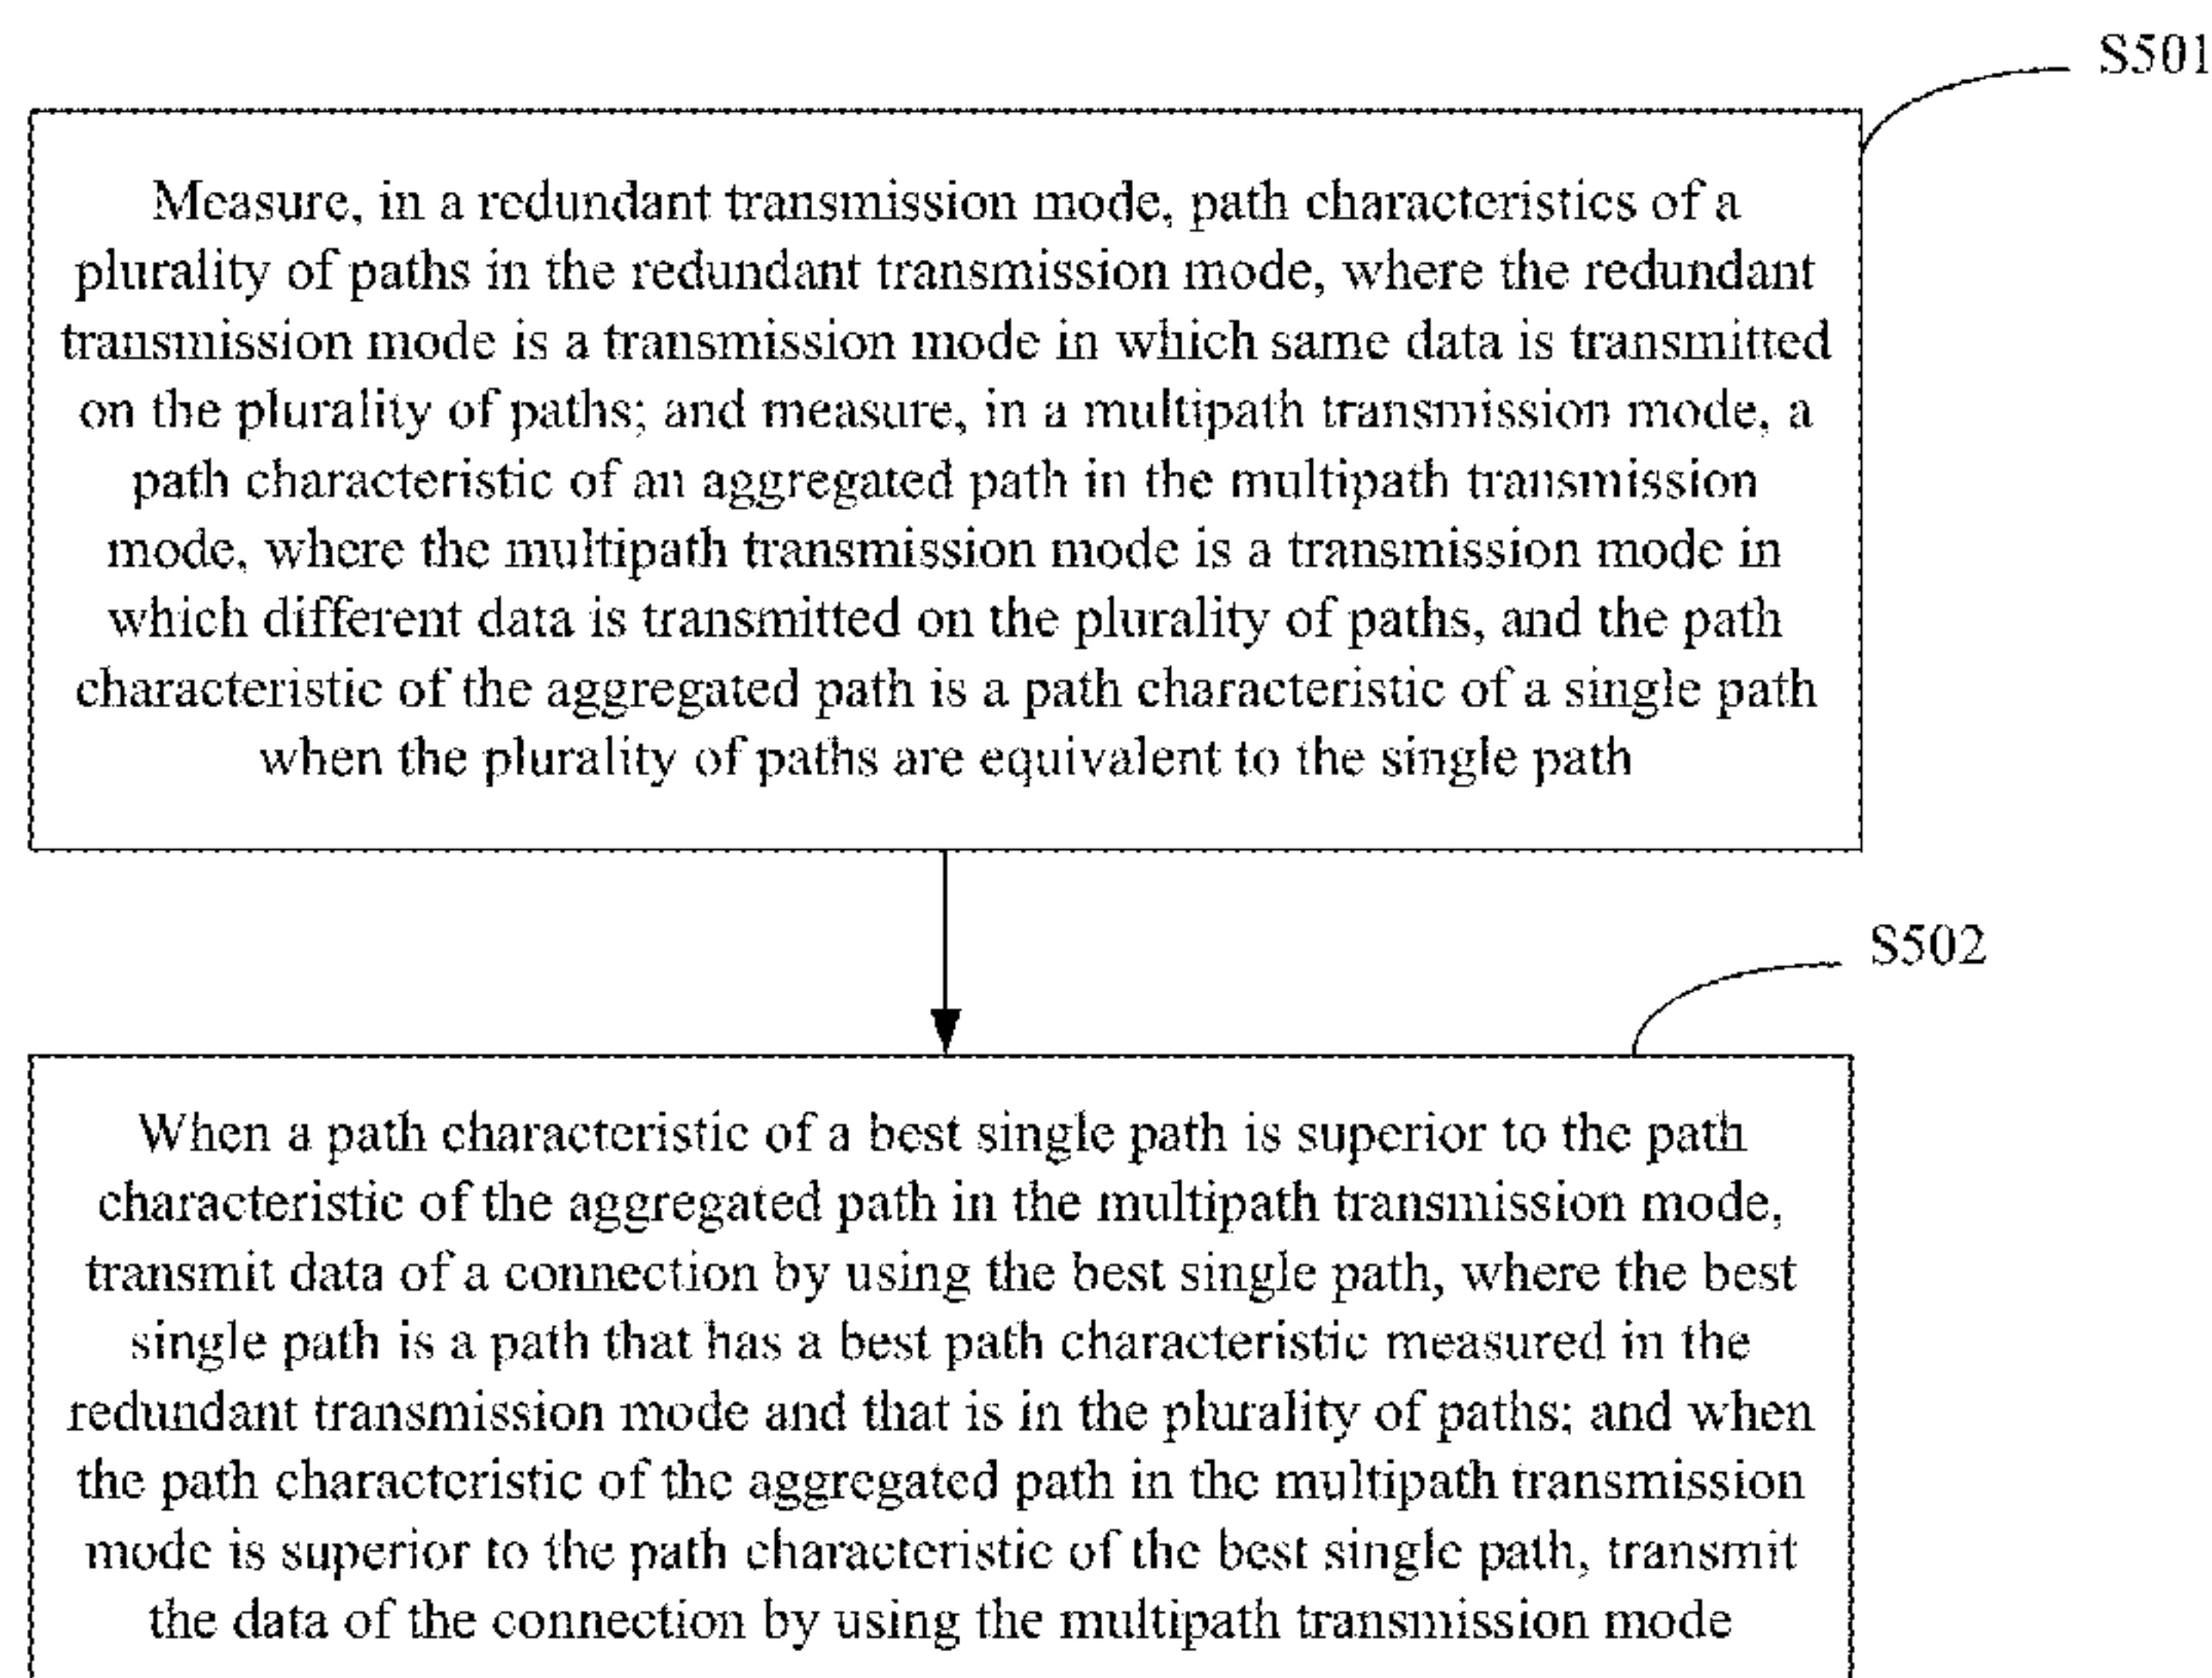 S501
Measure, in a redundant transmission mode, path characteristics of a
plurality of paths in the redundant transmission mode, where the redundant
transmission mode is a transmission mode in which same data is transmitted
on the plurality of paths; and measure, in a multipath transmission mode, a
path characteristic of an aggregated path in the multipath transmission
mode, where the multipath transmission mode is a transmission mode in
which different data is transmitted on the plurality of paths, and the path
characteristic of the aggregated path is a path characteristic of a single path
when the plurality of paths are equivalent to the single path
S502
When a path characteristic of a best single path is superior to the path
characteristic of the aggregated path in the multipath transmission mode,
transmit data of a connection by using the best single path, where the best
single path is a path that has a best path characteristic measured in the
redundant transmission mode and that is in the plurality of paths; and when
the path characteristic of the aggregated path in the multipath transmission
mode is superior to the path characteristic of the best single path, transmit
the data of the connection by using the multipath transmission mode